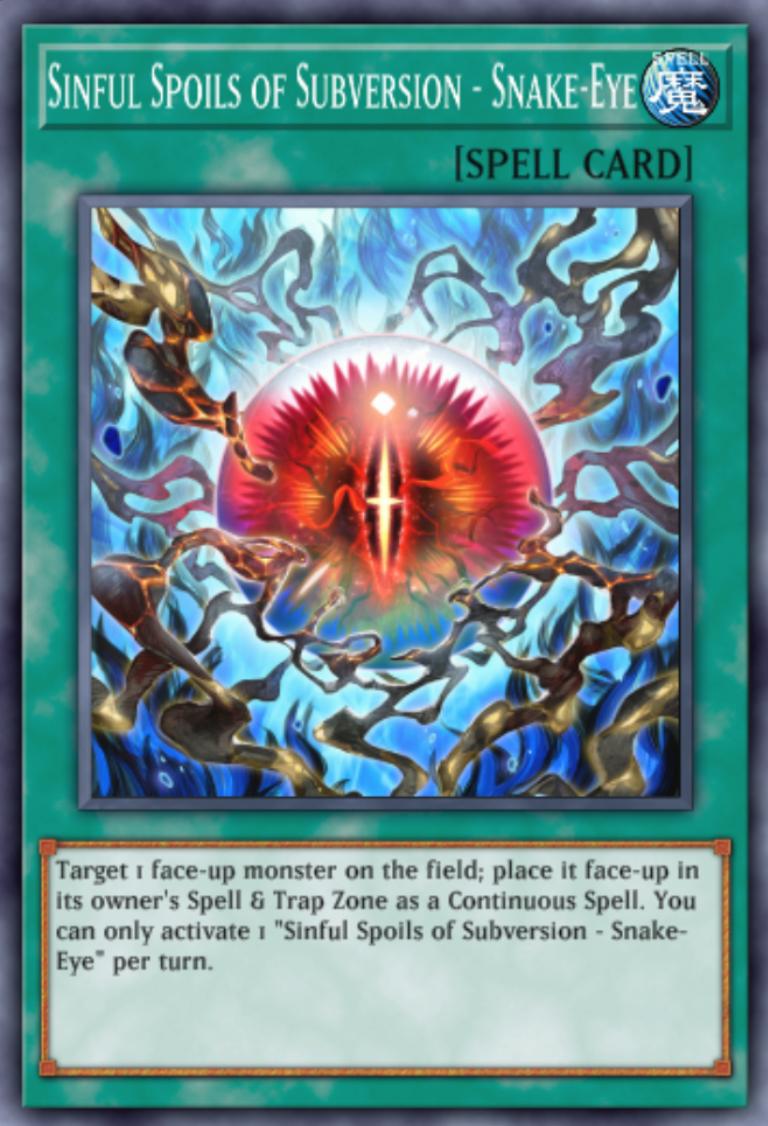 Sinful Spoils of Subversion - Snake-Eye
SPELL
魔
[SPELL CARD]
Target 1 face-up monster on the field; place it face-up in
its owner's Spell & Trap Zone as a Continuous Spell. You
can only activate 1 "Sinful Spoils of Subversion - Snake-
Eye" per turn.